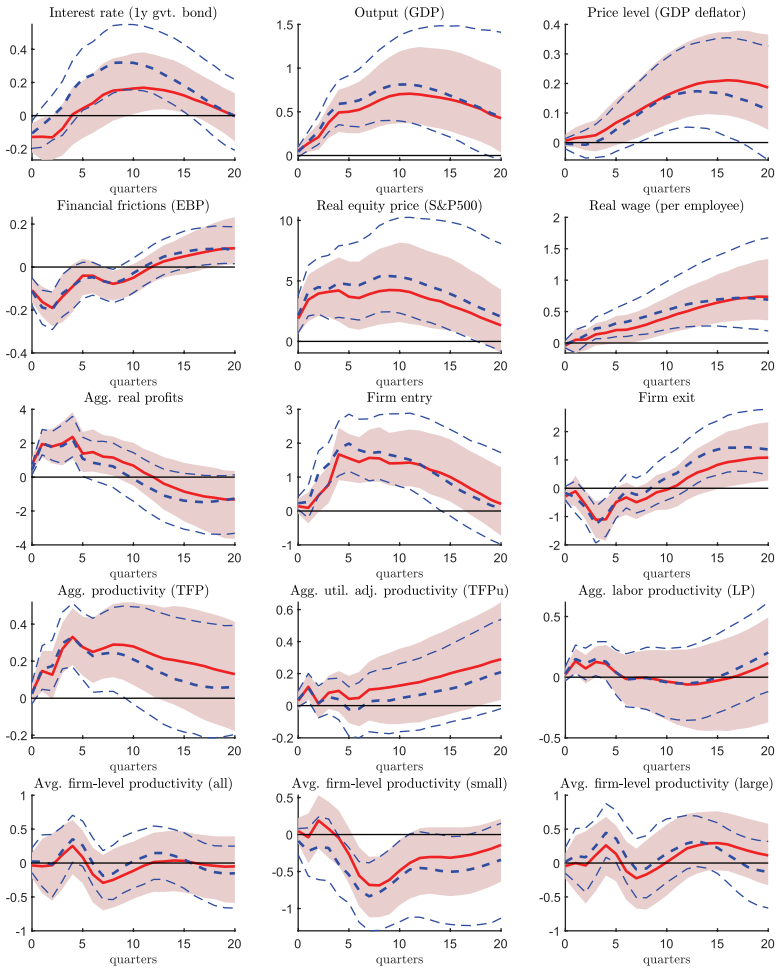 Interest rate (1y gvt. bond) Output (GDP) Price level (GDP deflator)
0.4 1.5 0.3
0.2 1 0.2
0 0.5 0.1
-0.2 0 0
0 5 10 15 20 0 5 10 15 20 0 5 10 15 20
quarters quarters quarters
Financial frictions (EBP) Real equity price (S&P500) Real wage (per employee)
0.2 10 2
0 5 1.5
-0.2 0 1
-0.4 0.5
0
0 5 10 15 20 0 5 10 15 20 0 5 10 15 20
quarters quarters quarters
Agg. real profits Firm entry Firm exit
4 3 2
2 2 1
0 1 0
-2 0 -1
-4 -1 -2
0 5 10 15 20 0 5 10 15 20 0 5 10 15 20
quarters quarters quarters
Agg. productivity (TFP) Agg. util. adj. productivity (TFPu) Agg. labor productivity (LP)
0.4 0.6 0.5
0.2 0.4 0
0 0.2 -0.5
-0.2 0
-0.2
0 5 10 15 20 0 5 10 15 20 0 5 10 15 20
quarters quarters quarters
Avg. firm-level productivity (all) Avg. firm-level productivity (small) Avg. firm-level productivity (large)
1 0.5 1
0.5 0 0.5
0 -0.5 0
-0.5 -1 -0.5
-1 -1
0 5 10 15 20 0 5 10 15 20 0 5 10 15 20
quarters quarters quarters